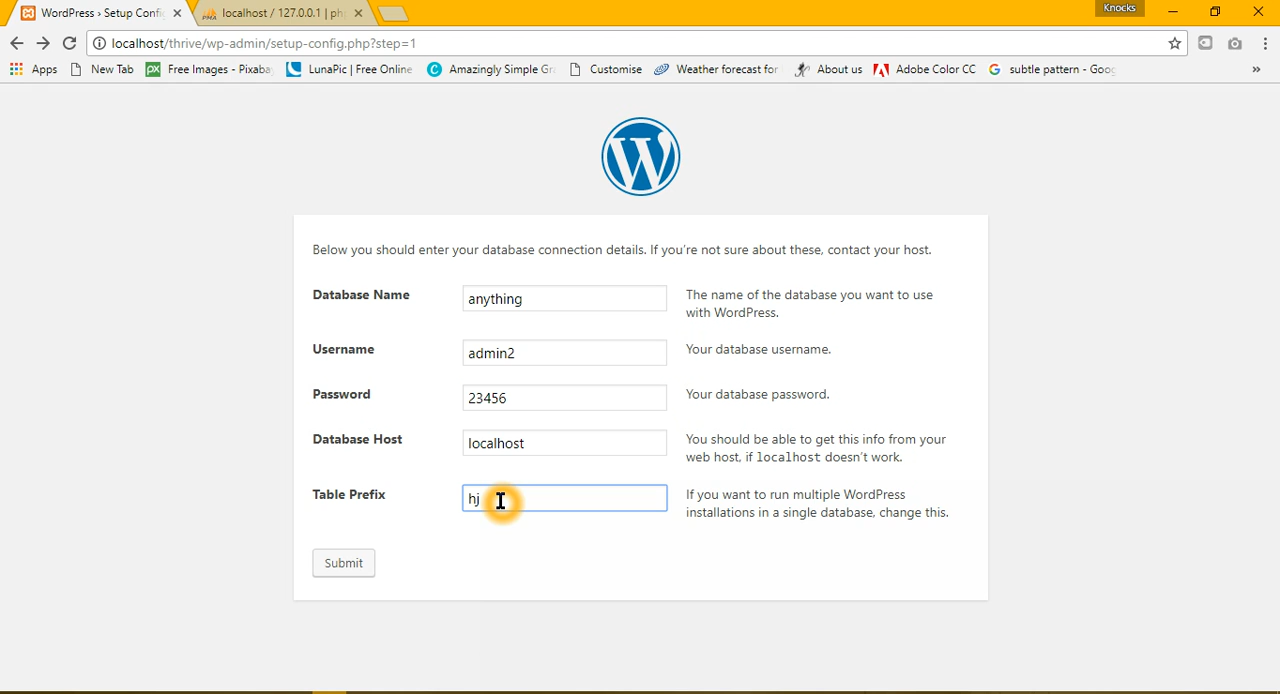 WordPress › Setup Confi
localhost / 127.0.0.1 | ph
Knocks
localhost/thrive/wp-admin/setup-config.php?step=1
Apps
New Tab
Free Images - Pixaba
LunaPic | Free Online
Amazingly Simple Gr
Customise
Weather forecast for
About us
Adobe Color CC
subtle pattern - Goo
»
Below you should enter your database connection details. If you're not sure about these, contact your host.
Database Name
anything
The name of the database you want to use
with WordPress.
Username
admin2
Your database username.
Password
23456
Your database password.
Database Host
localhost
You should be able to get this info from your
web host, if localhost doesn't work.
Table Prefix
hj
If you want to run multiple WordPress
installations in a single database, change this.
Submit